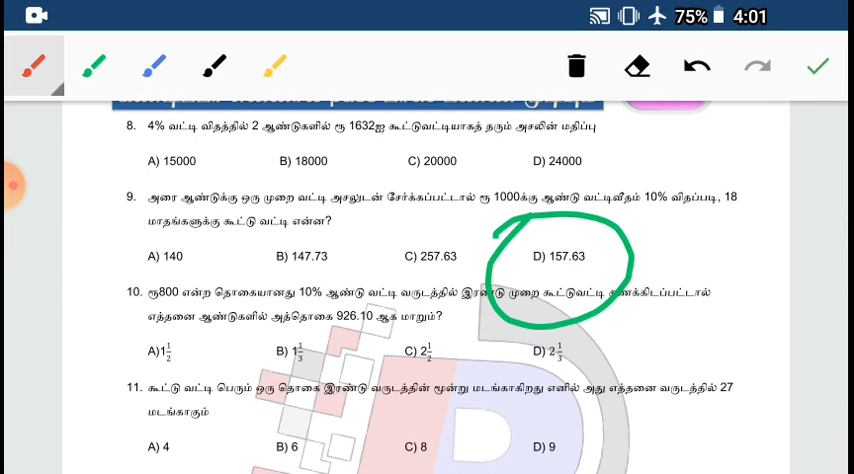 75% 4:01
8. 4% வட்டி விதத்தில் 2 ஆண்டுகளில் ரூ 1632ஐ கூட்டுவட்டியாகத் தரும் அசலின் மதிப்பு
A) 15000 B) 18000 C) 20000 D) 24000
9. அரை ஆண்டுக்கு ஒரு முறை வட்டி அசலுடன் சேர்க்கப்பட்டால் ரூ 1000க்கு ஆண்டு வட்டிவீதம் 10% விதப்படி, 18
மாதங்களுக்கு கூட்டு வட்டி என்ன?
A) 140 B) 147.73 C) 257.63 D) 157.63
10. ரூ800 என்ற தொகையானது 10% ஆண்டு வட்டி வருடத்தில் இரண்டு முறை கூட்டுவட்டி கணக்கிடப்பட்டால்
எத்தனை ஆண்டுகளில் அத்தொகை 926.10 ஆக மாறும்?
A)1½ B) 1⅓ C) 2½ D) 2⅓
11. கூட்டு வட்டி பெரும் ஒரு தொகை இரண்டு வருடத்தின் மூன்று மடங்காகிறது எனில் அது எத்தனை வருடத்தில் 27
மடங்காகும்
A) 4 B) 6 C) 8 D) 9